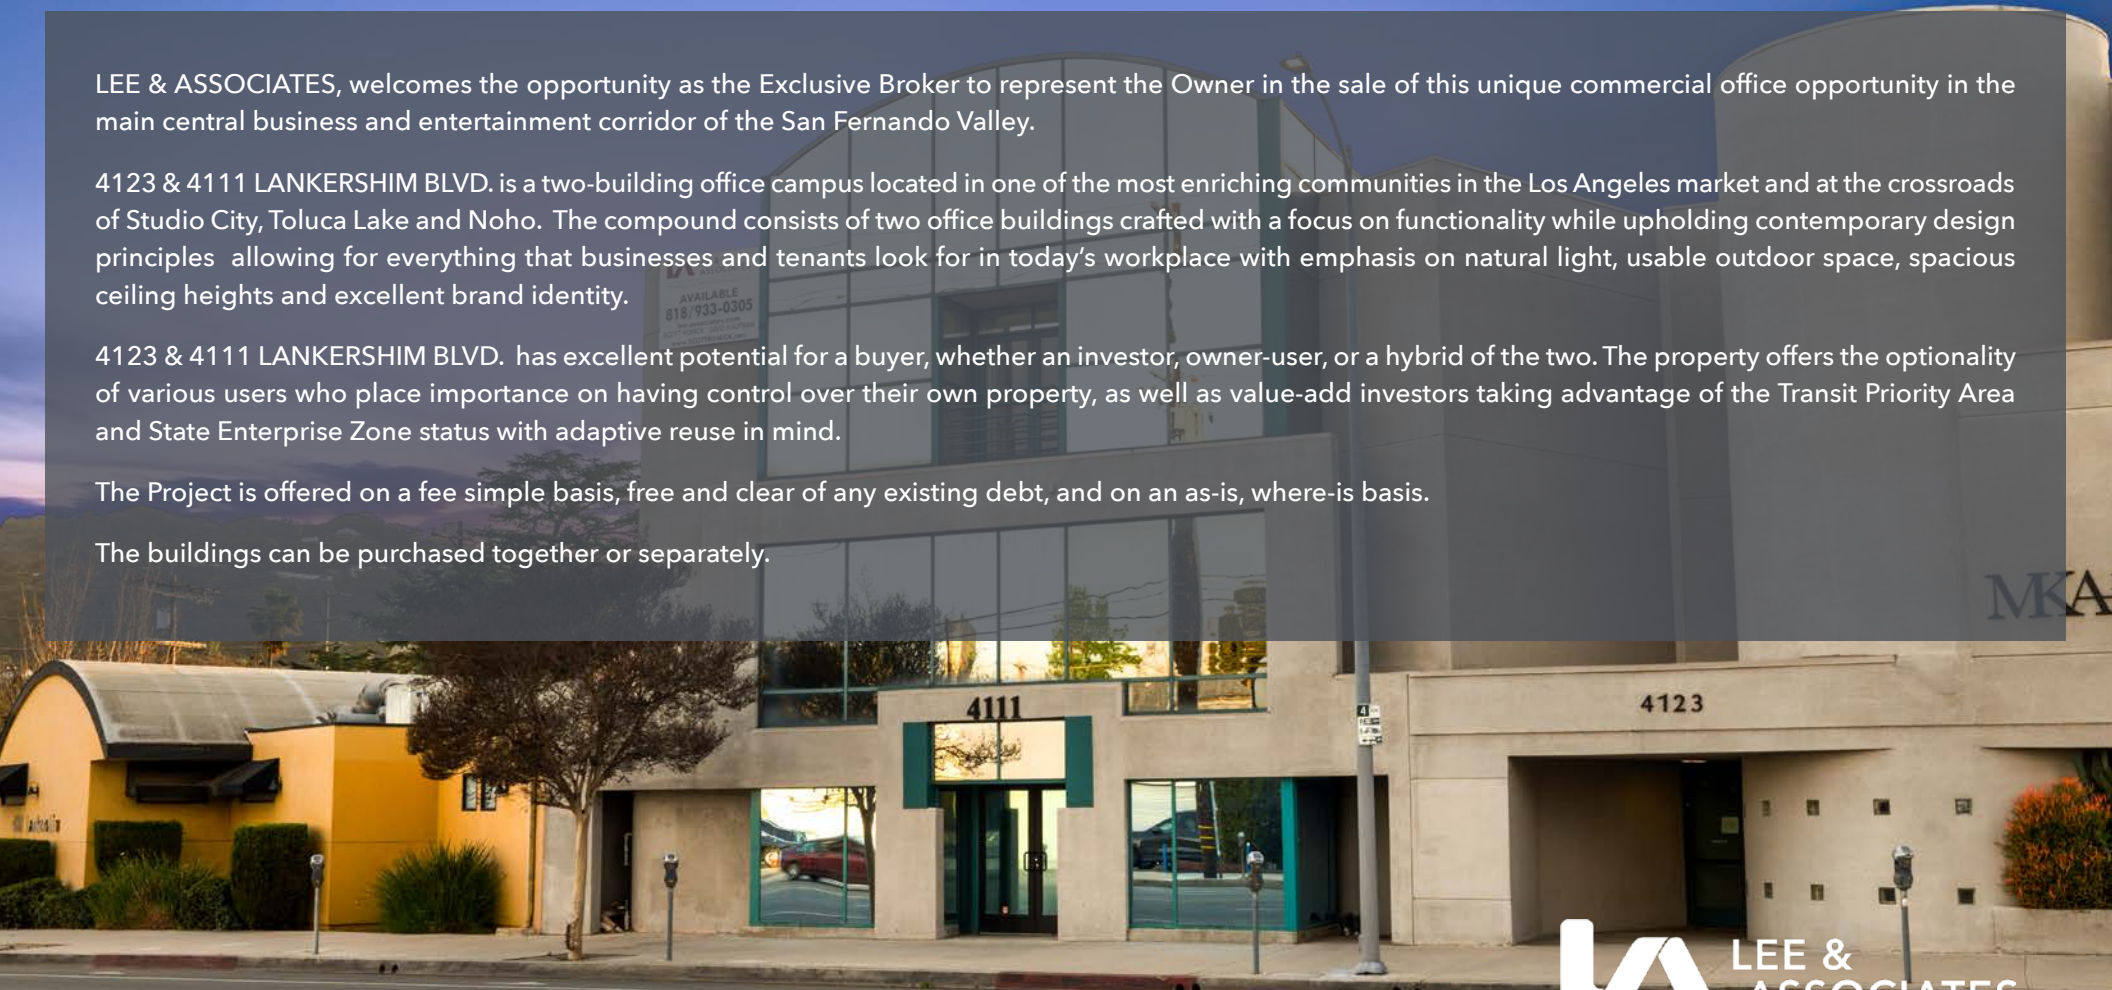 LEE & ASSOCIATES, welcomes the opportunity as the Exclusive Broker to represent the Owner in the sale of this unique commercial office opportunity in the
main central business and entertainment corridor of the San Fernando Valley.
4123 & 4111 LANKERSHIM BLVD. is a two-building office campus located in one of the most enriching communities in the Los Angeles market and at the crossroads
of Studio City, Toluca Lake and Noho. The compound consists of two office buildings crafted with a focus on functionality while upholding contemporary design
principles allowing for everything that businesses and tenants look for in today's workplace with emphasis on natural light, usable outdoor space, spacious
ceiling heights and excellent brand identity.
4123 & 4111 LANKERSHIM BLVD. has excellent potential for a buyer, whether an investor, owner-user, or a hybrid of the two. The property offers the optionality
of various users who place importance on having control over their own property, as well as value-add investors taking advantage of the Transit Priority Area
and State Enterprise Zone status with adaptive reuse in mind.
The Project is offered on a fee simple basis, free and clear of any existing debt, and on an as-is, where-is basis.
The buildings can be purchased together or separately.
AVAILABLE
818/933-0305
MKA
4111
4123
4
LEE &
ASSOCIATES